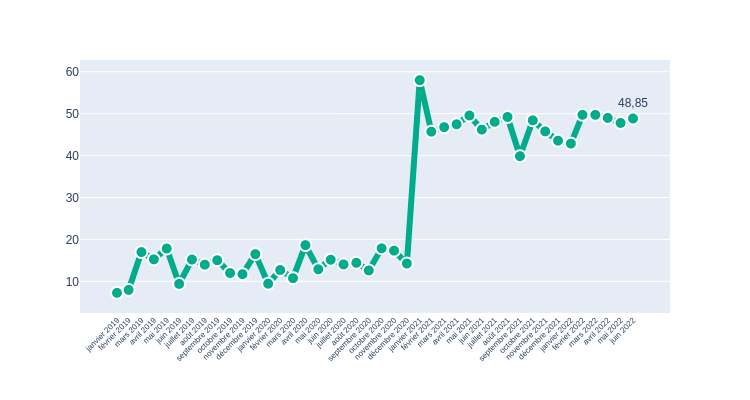 60
50
40
30
20
10
48,85
janvier 2019
février 2019
mars 2019
avril 2019
mai 2019
juin 2019
juillet 2019
août 2019
septembre 2019
octobre 2019
novembre 2019
décembre 2019
janvier 2020
février 2020
mars 2020
avril 2020
mai 2020
juin 2020
juillet 2020
août 2020
septembre 2020
octobre 2020
novembre 2020
décembre 2020
janvier 2021
février 2021
mars 2021
avril 2021
mai 2021
juin 2021
juillet 2021
août 2021
septembre 2021
octobre 2021
novembre 2021
décembre 2021
janvier 2022
février 2022
mars 2022
avril 2022
mai 2022
juin 2022